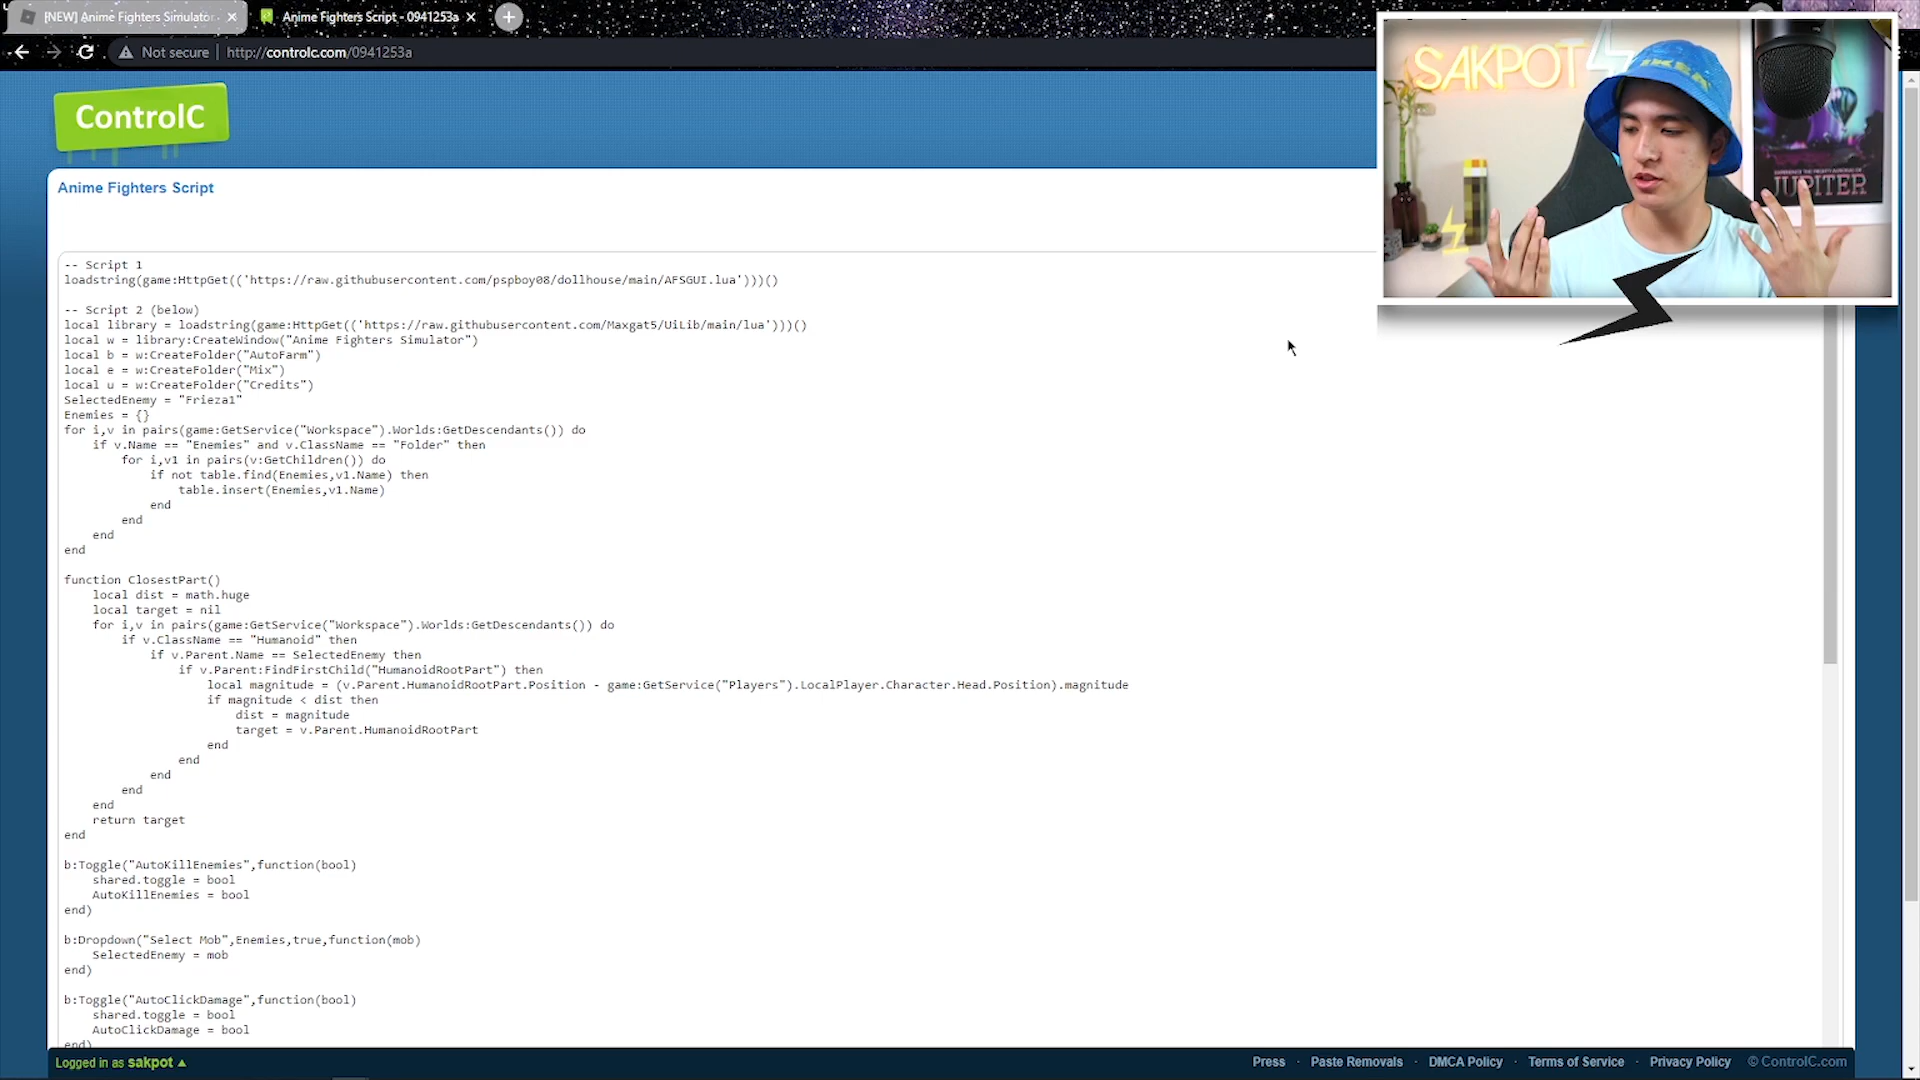 [NEW] Anime Fighters Simulator
Anime Fighters Script - 0941253a
Not secure
http://controlc.com/0941253a
ControlC
SAKPOT
IKEA
JUPITER
Anime Fighters Script
-- Script 1
loadstring(game:HttpGet(('https://raw.githubusercontent.com/pspboy08/dollhouse/main/AFSGUI.lua')))()
-- Script 2 (below)
local library = loadstring(game:HttpGet(('https://raw.githubusercontent.com/Maxgat5/UiLib/main/lua')))()
local w = library:CreateWindow("Anime Fighters Simulator")
local b = w:CreateFolder("AutoFarm")
local e = w:CreateFolder("Mix")
local u = w:CreateFolder("Credits")
SelectedEnemy = "Frieza1"
Enemies = {}
for i,v in pairs(game:GetService("Workspace").Worlds:GetDescendants()) do
if v.Name == "Enemies" and v.ClassName == "Folder" then
for i,v1 in pairs(v:GetChildren()) do
if not table.find(Enemies,v1.Name) then
table.insert(Enemies,v1.Name)
end
end
end
end
function ClosestPart()
local dist = math.huge
local target = nil
for i,v in pairs(game:GetService("Workspace").Worlds:GetDescendants()) do
if v.ClassName == "Humanoid" then
if v.Parent.Name == SelectedEnemy then
if v.Parent:FindFirstChild("HumanoidRootPart") then
local magnitude = (v.Parent.HumanoidRootPart.Position - game:GetService("Players").LocalPlayer.Character.Head.Position).magnitude
if magnitude < dist then
dist = magnitude
target = v.Parent.HumanoidRootPart
end
end
end
end
end
return target
end
b:Toggle("AutoKillEnemies",function(bool)
shared.toggle = bool
AutoKillEnemies = bool
end)
b:Dropdown("Select Mob",Enemies,true,function(mob)
SelectedEnemy = mob
end)
b:Toggle("AutoClickDamage",function(bool)
shared.toggle = bool
AutoClickDamage = bool
end)
Logged in as sakpot
Press · Paste Removals · DMCA Policy · Terms of Service · Privacy Policy © ControlC.com